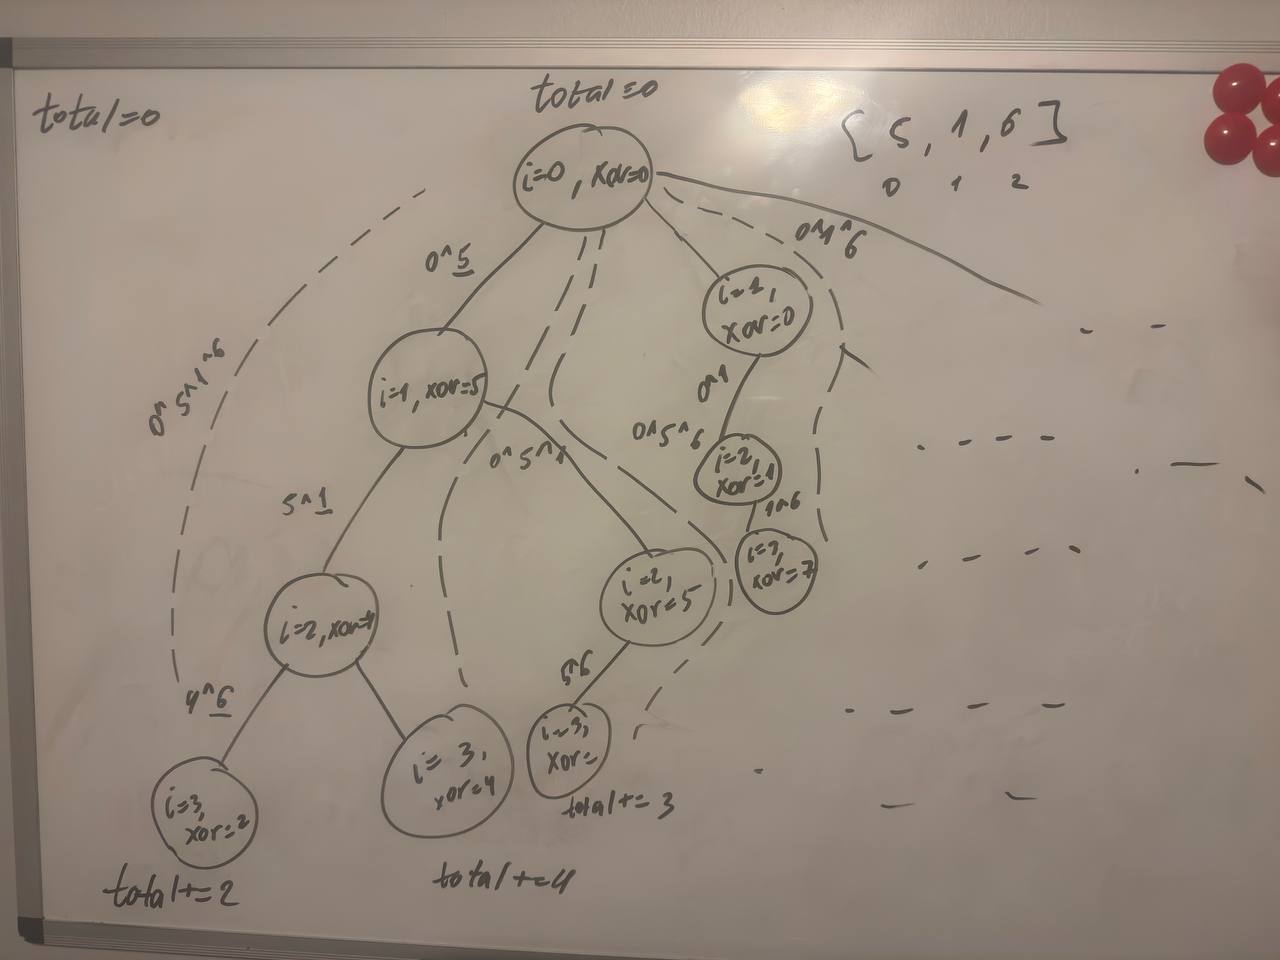 total=0
total=0
[5, 1, 6]
0 1 2
i=0, xor=0
0^5
0^1^6
i=1,
xor=0
0^5^1^6
i=1, xor=5
0^1
0^5^6
0^5^1
i=2,
xor=1
5^1
1^6
i=2,
xor=5
xor=7
i=2, xor=4
5^6
4^6
i=3,
xor=
i= 3,
xor=4
i=3,
xor=2
total+=3
total+=4
total+=2